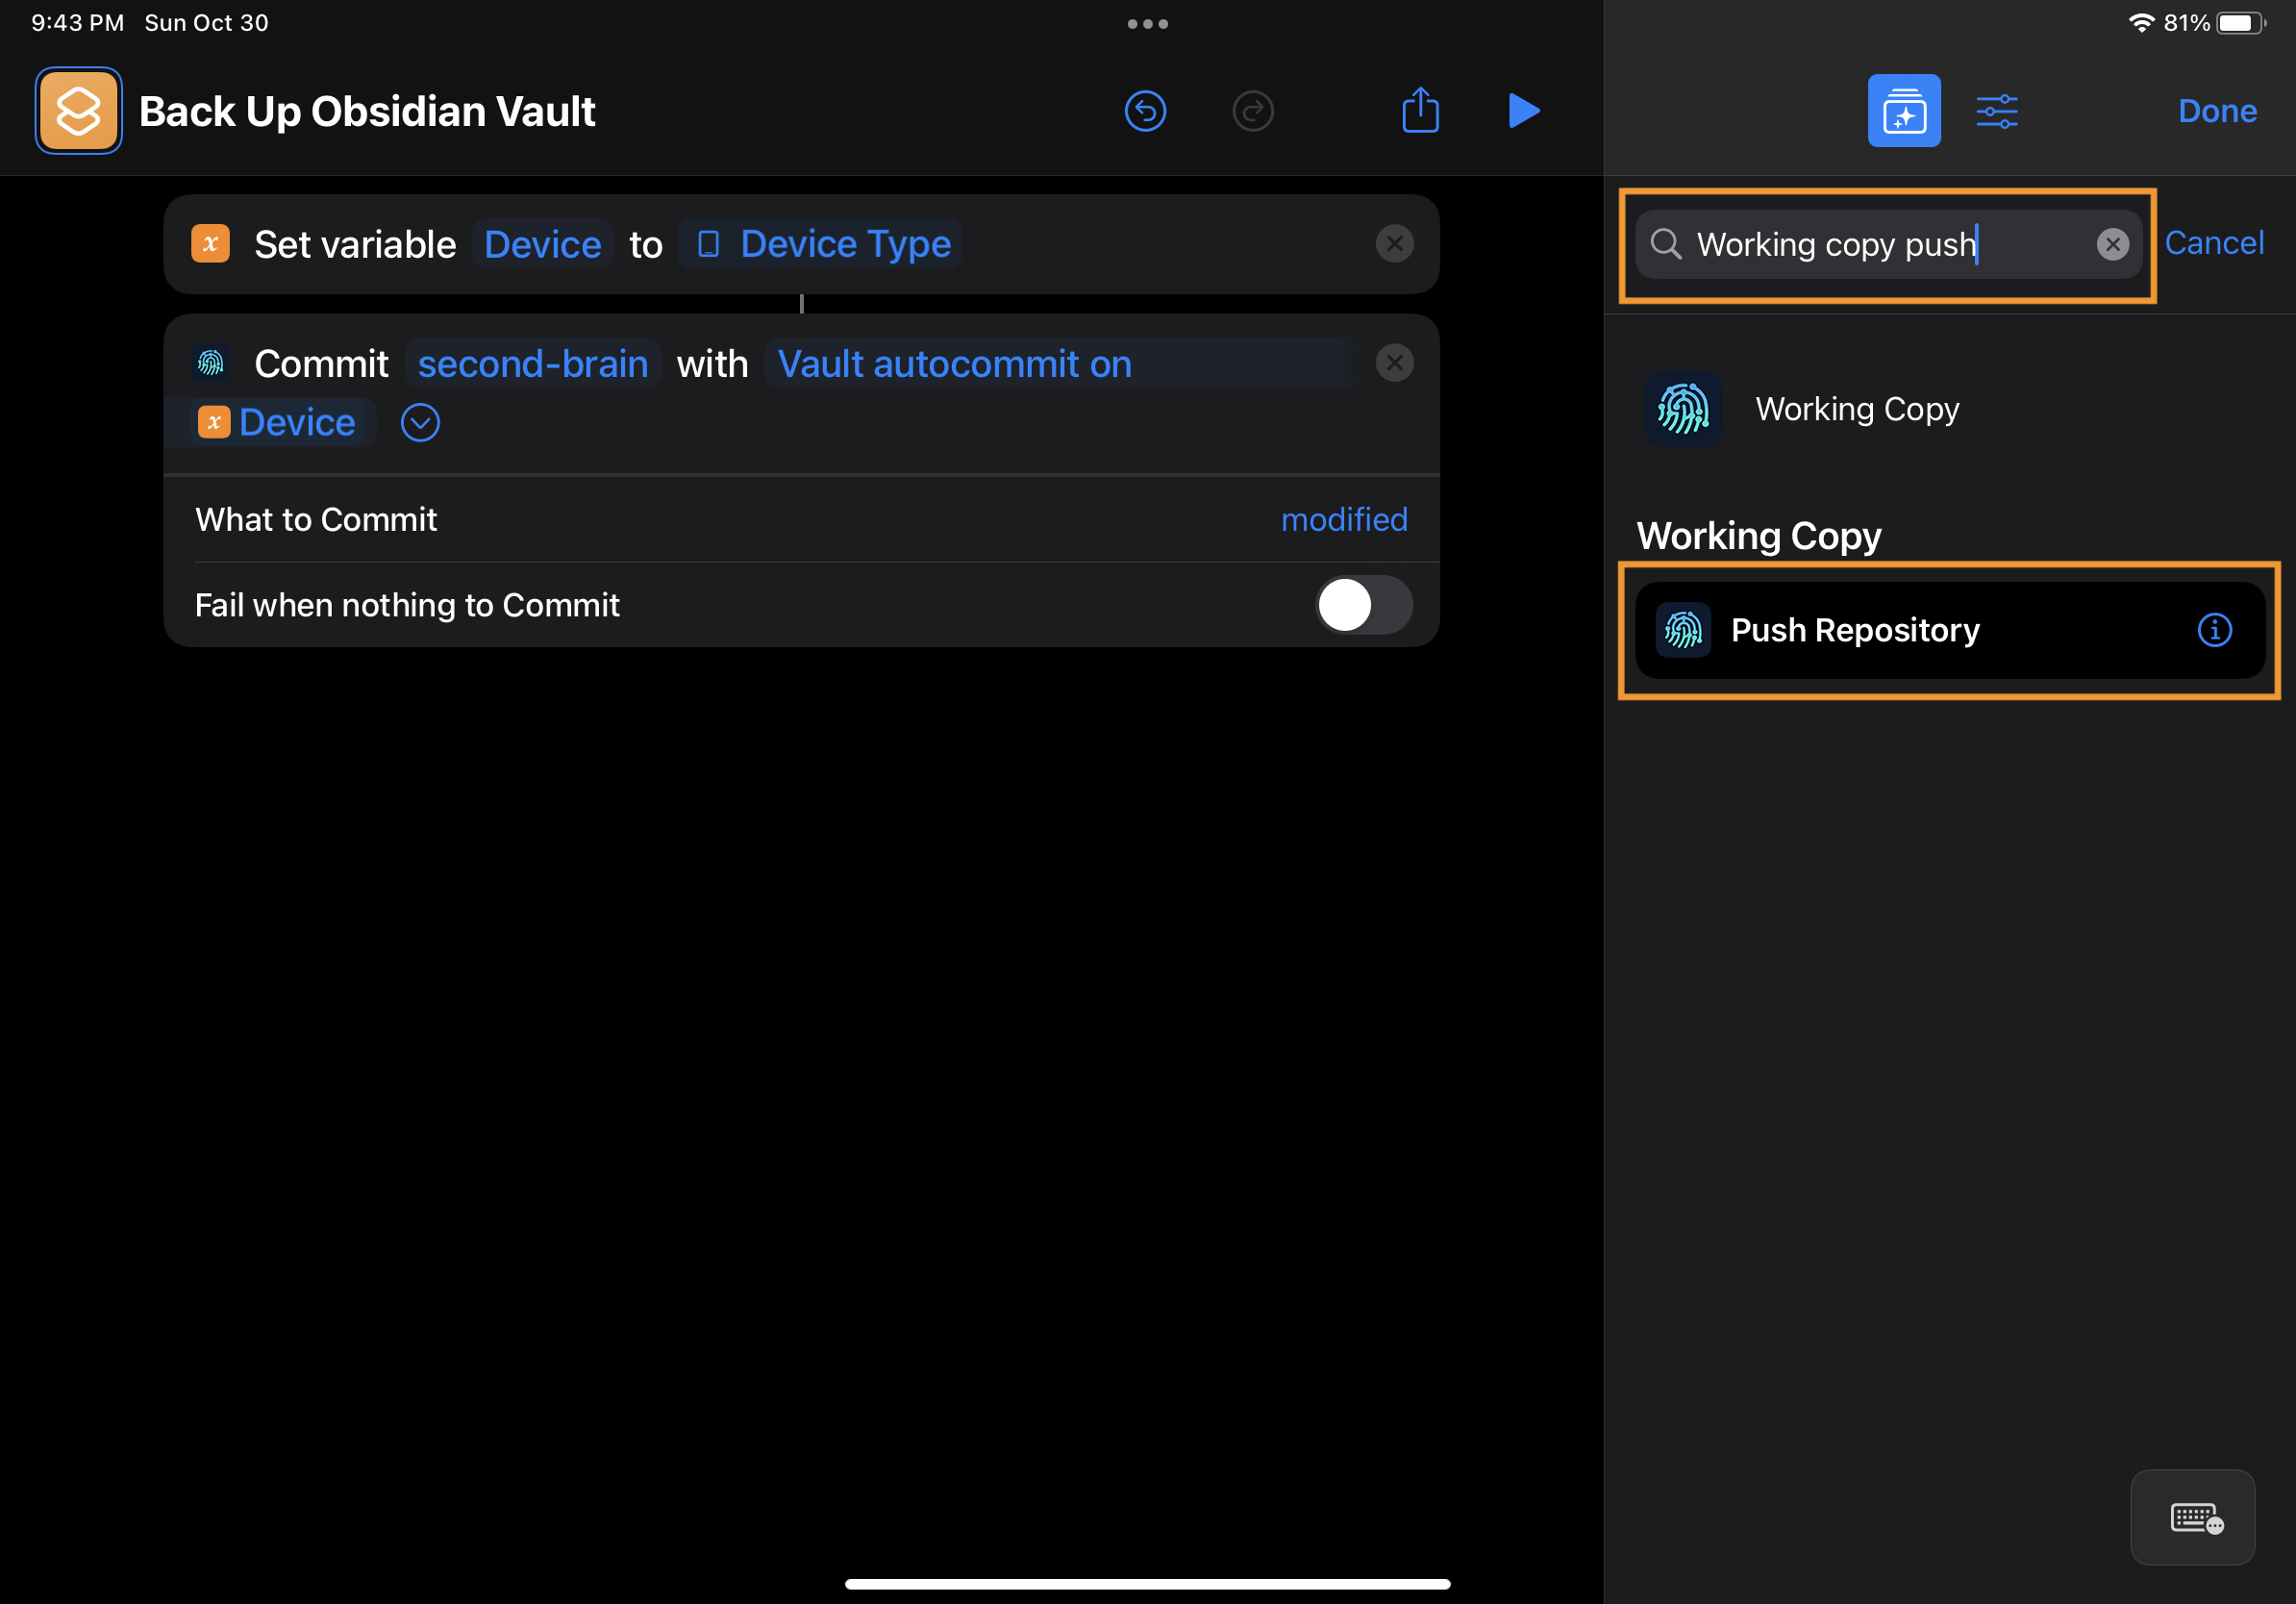 9:43 PM Sun Oct 30
81%
Back Up Obsidian Vault
Done
Set variable Device to Device Type
Commit second-brain with Vault autocommit on
Device
What to Commit modified
Fail when nothing to Commit
Working copy push
Cancel
Working Copy
Working Copy
Push Repository